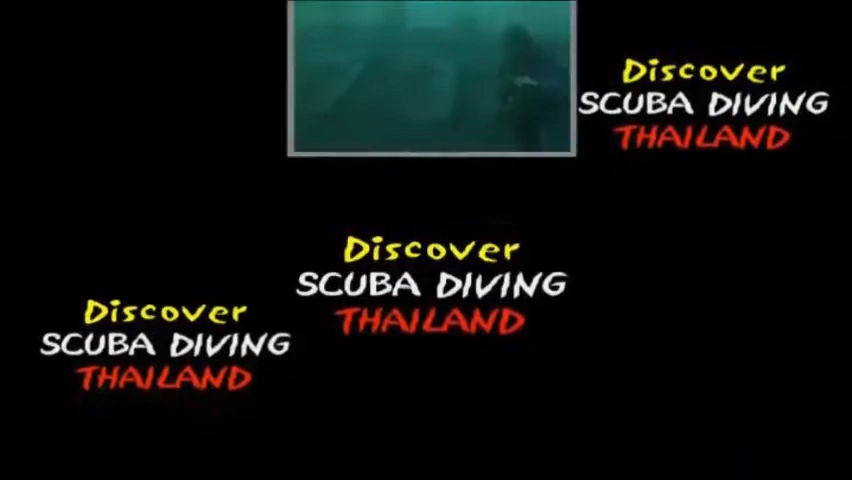 Discover
SCUBA DIVING
THAILAND
Discover
SCUBA DIVING
THAILAND
Discover
SCUBA DIVING
THAILAND